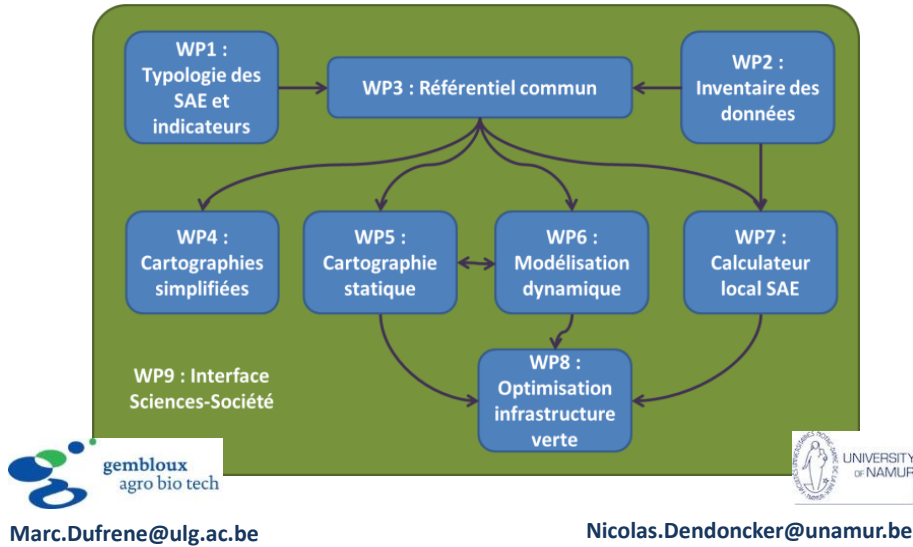 WP1 :
Typologie des
SAE et
indicateurs
WP3 : Référentiel commun
WP2 :
Inventaire des
données
WP4 :
Cartographies
simplifiées
WP5 :
Cartographie
statique
WP6 :
Modélisation
dynamique
WP7 :
Calculateur
local SAE
WP8 :
Optimisation
infrastructure
verte
WP9 : Interface
Sciences-Société
gembloux
agro bio tech
UNIVERSITY
OF NAMUR
Marc.Dufrene@ulg.ac.be
Nicolas.Dendoncker@unamur.be